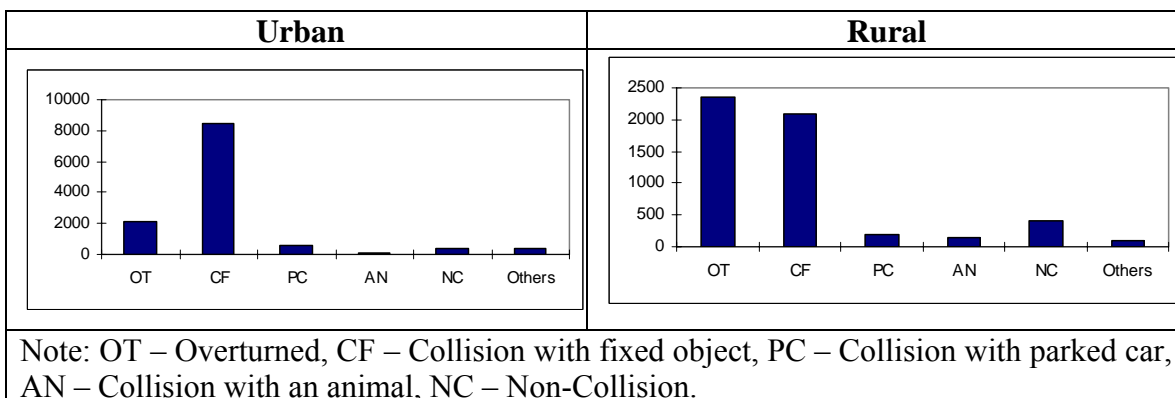 Urban
Rural
10000
8000
6000
4000
2000
0
OT CF PC AN NC Others
2500
2000
1500
1000
500
0
OT CF PC AN NC Others
Note: OT – Overturned, CF – Collision with fixed object, PC – Collision with parked car,
AN – Collision with an animal, NC – Non-Collision.